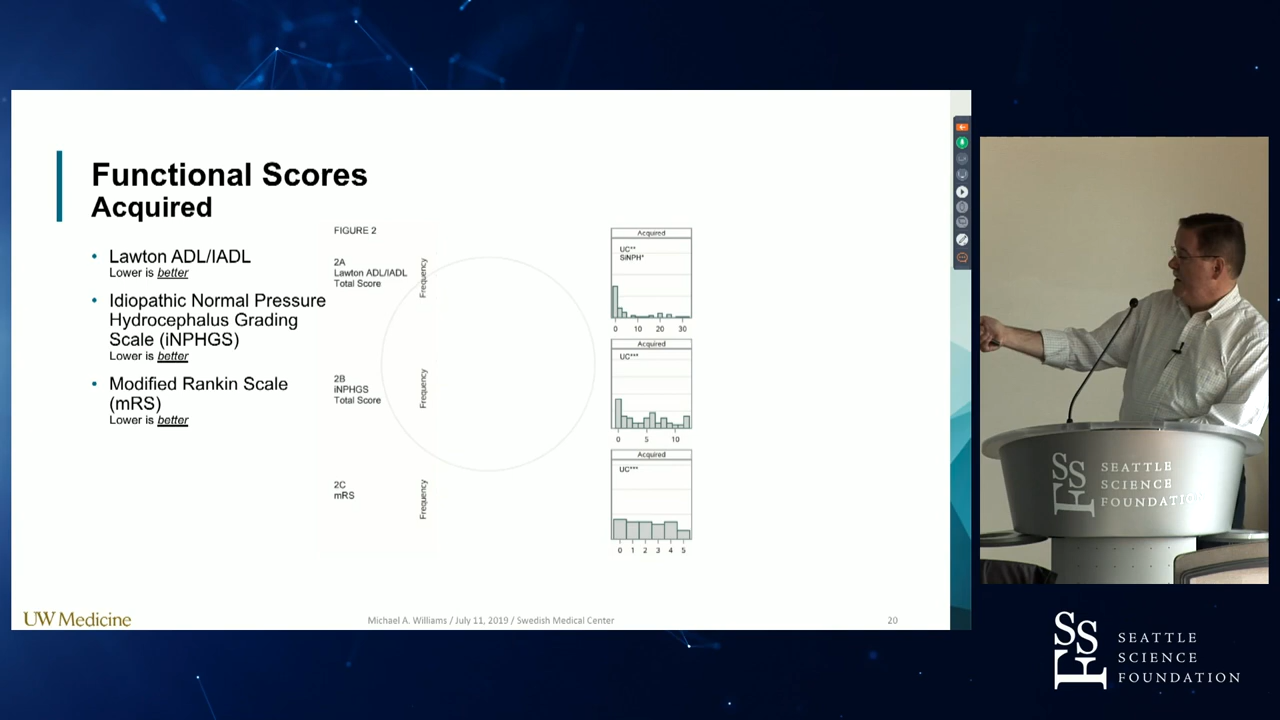 Functional Scores
Acquired
• Lawton ADL/IADL
Lower is better
• Idiopathic Normal Pressure
Hydrocephalus Grading
Scale (iNPHGS)
Lower is better
• Modified Rankin Scale
(mRS)
Lower is better
FIGURE 2
2A
Lawton ADL/IADL
Total Score
Frequency
Acquired
UC**
SiNPH*
0 10 20 30
2B
iNPHGS
Total Score
Frequency
Acquired
UC***
0 5 10
2C
mRS
Frequency
Acquired
UC***
0 1 2 3 4 5
UW Medicine
Michael A. Williams / July 11, 2019 / Swedish Medical Center
20
SSF
SEATTLE
SCIENCE
FOUNDATION
SSF
SEATTLE
SCIENCE
FOUNDATION